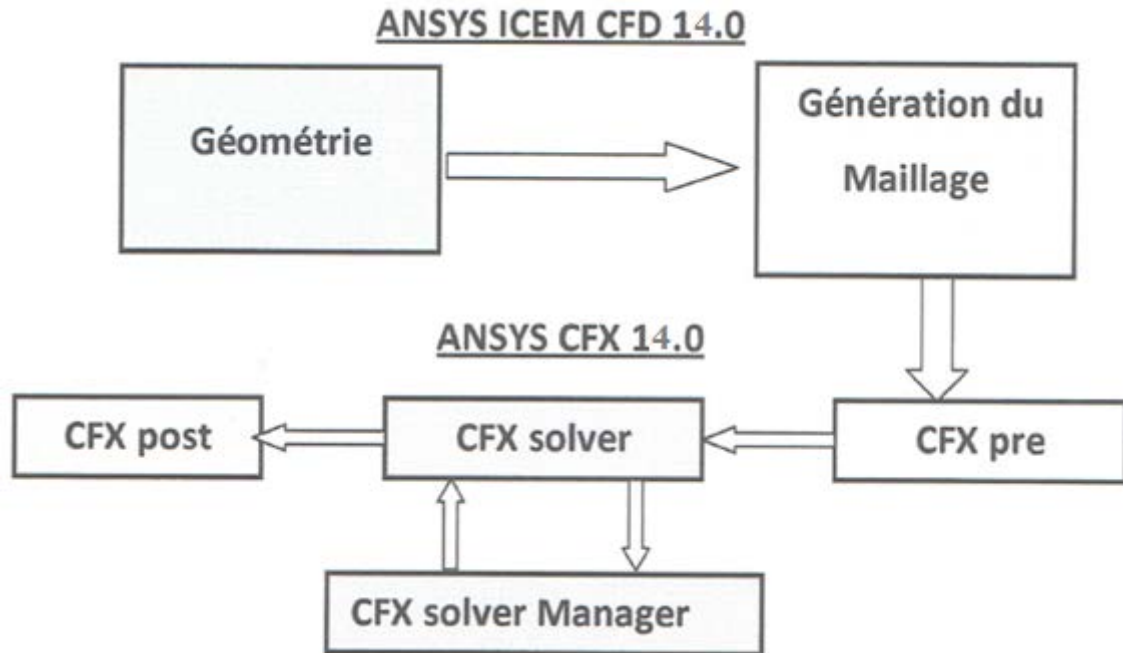 ANSYS ICEM CFD 14.0
Géométrie
Génération du
Maillage
ANSYS CFX 14.0
CFX post
CFX solver
CFX pre
CFX solver Manager